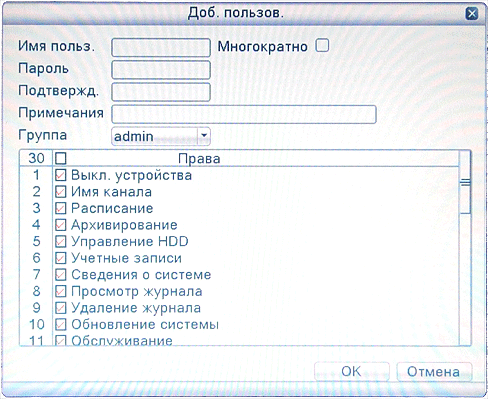 Доб. пользов.
Имя польз. Многократно
Пароль
Подтвержд.
Примечания
Группа admin
30 Права
1 Выкл. устройства
2 Имя канала
3 Расписание
4 Архивирование
5 Управление HDD
6 Учетные записи
7 Сведения о системе
8 Просмотр журнала
9 Удаление журнала
10 Обновление системы
11 Обслуживание
OK Отмена